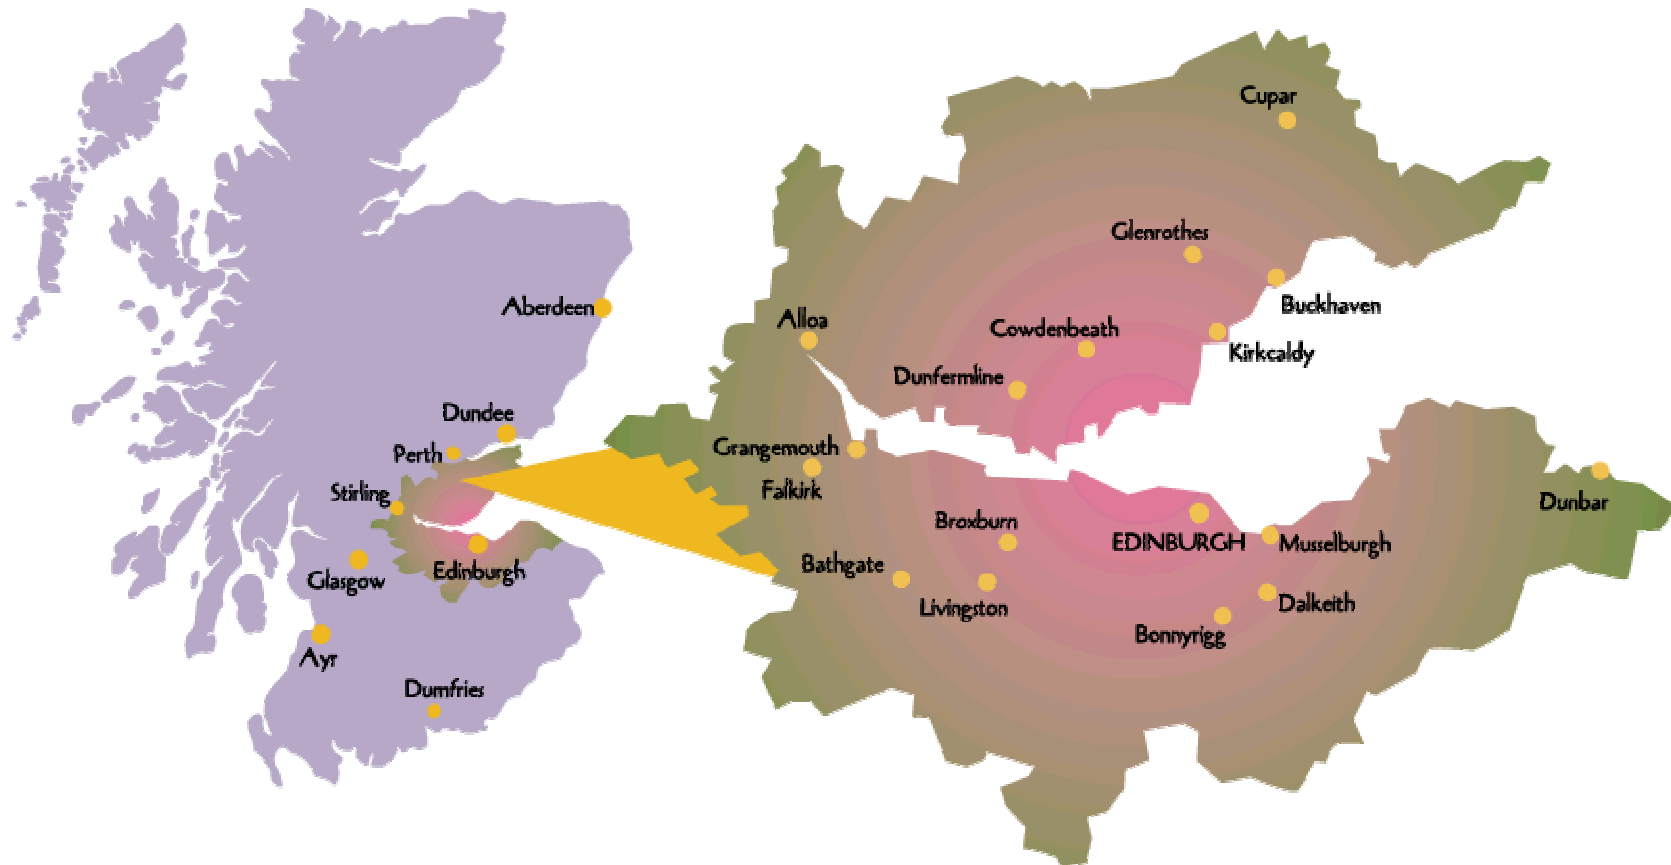 Aberdeen
Dundee
Perth
Stirling
Edinburgh
Glasgow
Ayr
Dumfries
Cupar
Glenrothes
Buckhaven
Alloa
Cowdenbeath
Kirkcaldy
Dunfermline
Grangemouth
Falkirk
Dunbar
Broxburn
EDINBURGH
Musselburgh
Bathgate
Livingston
Dalkeith
Bonnyrigg